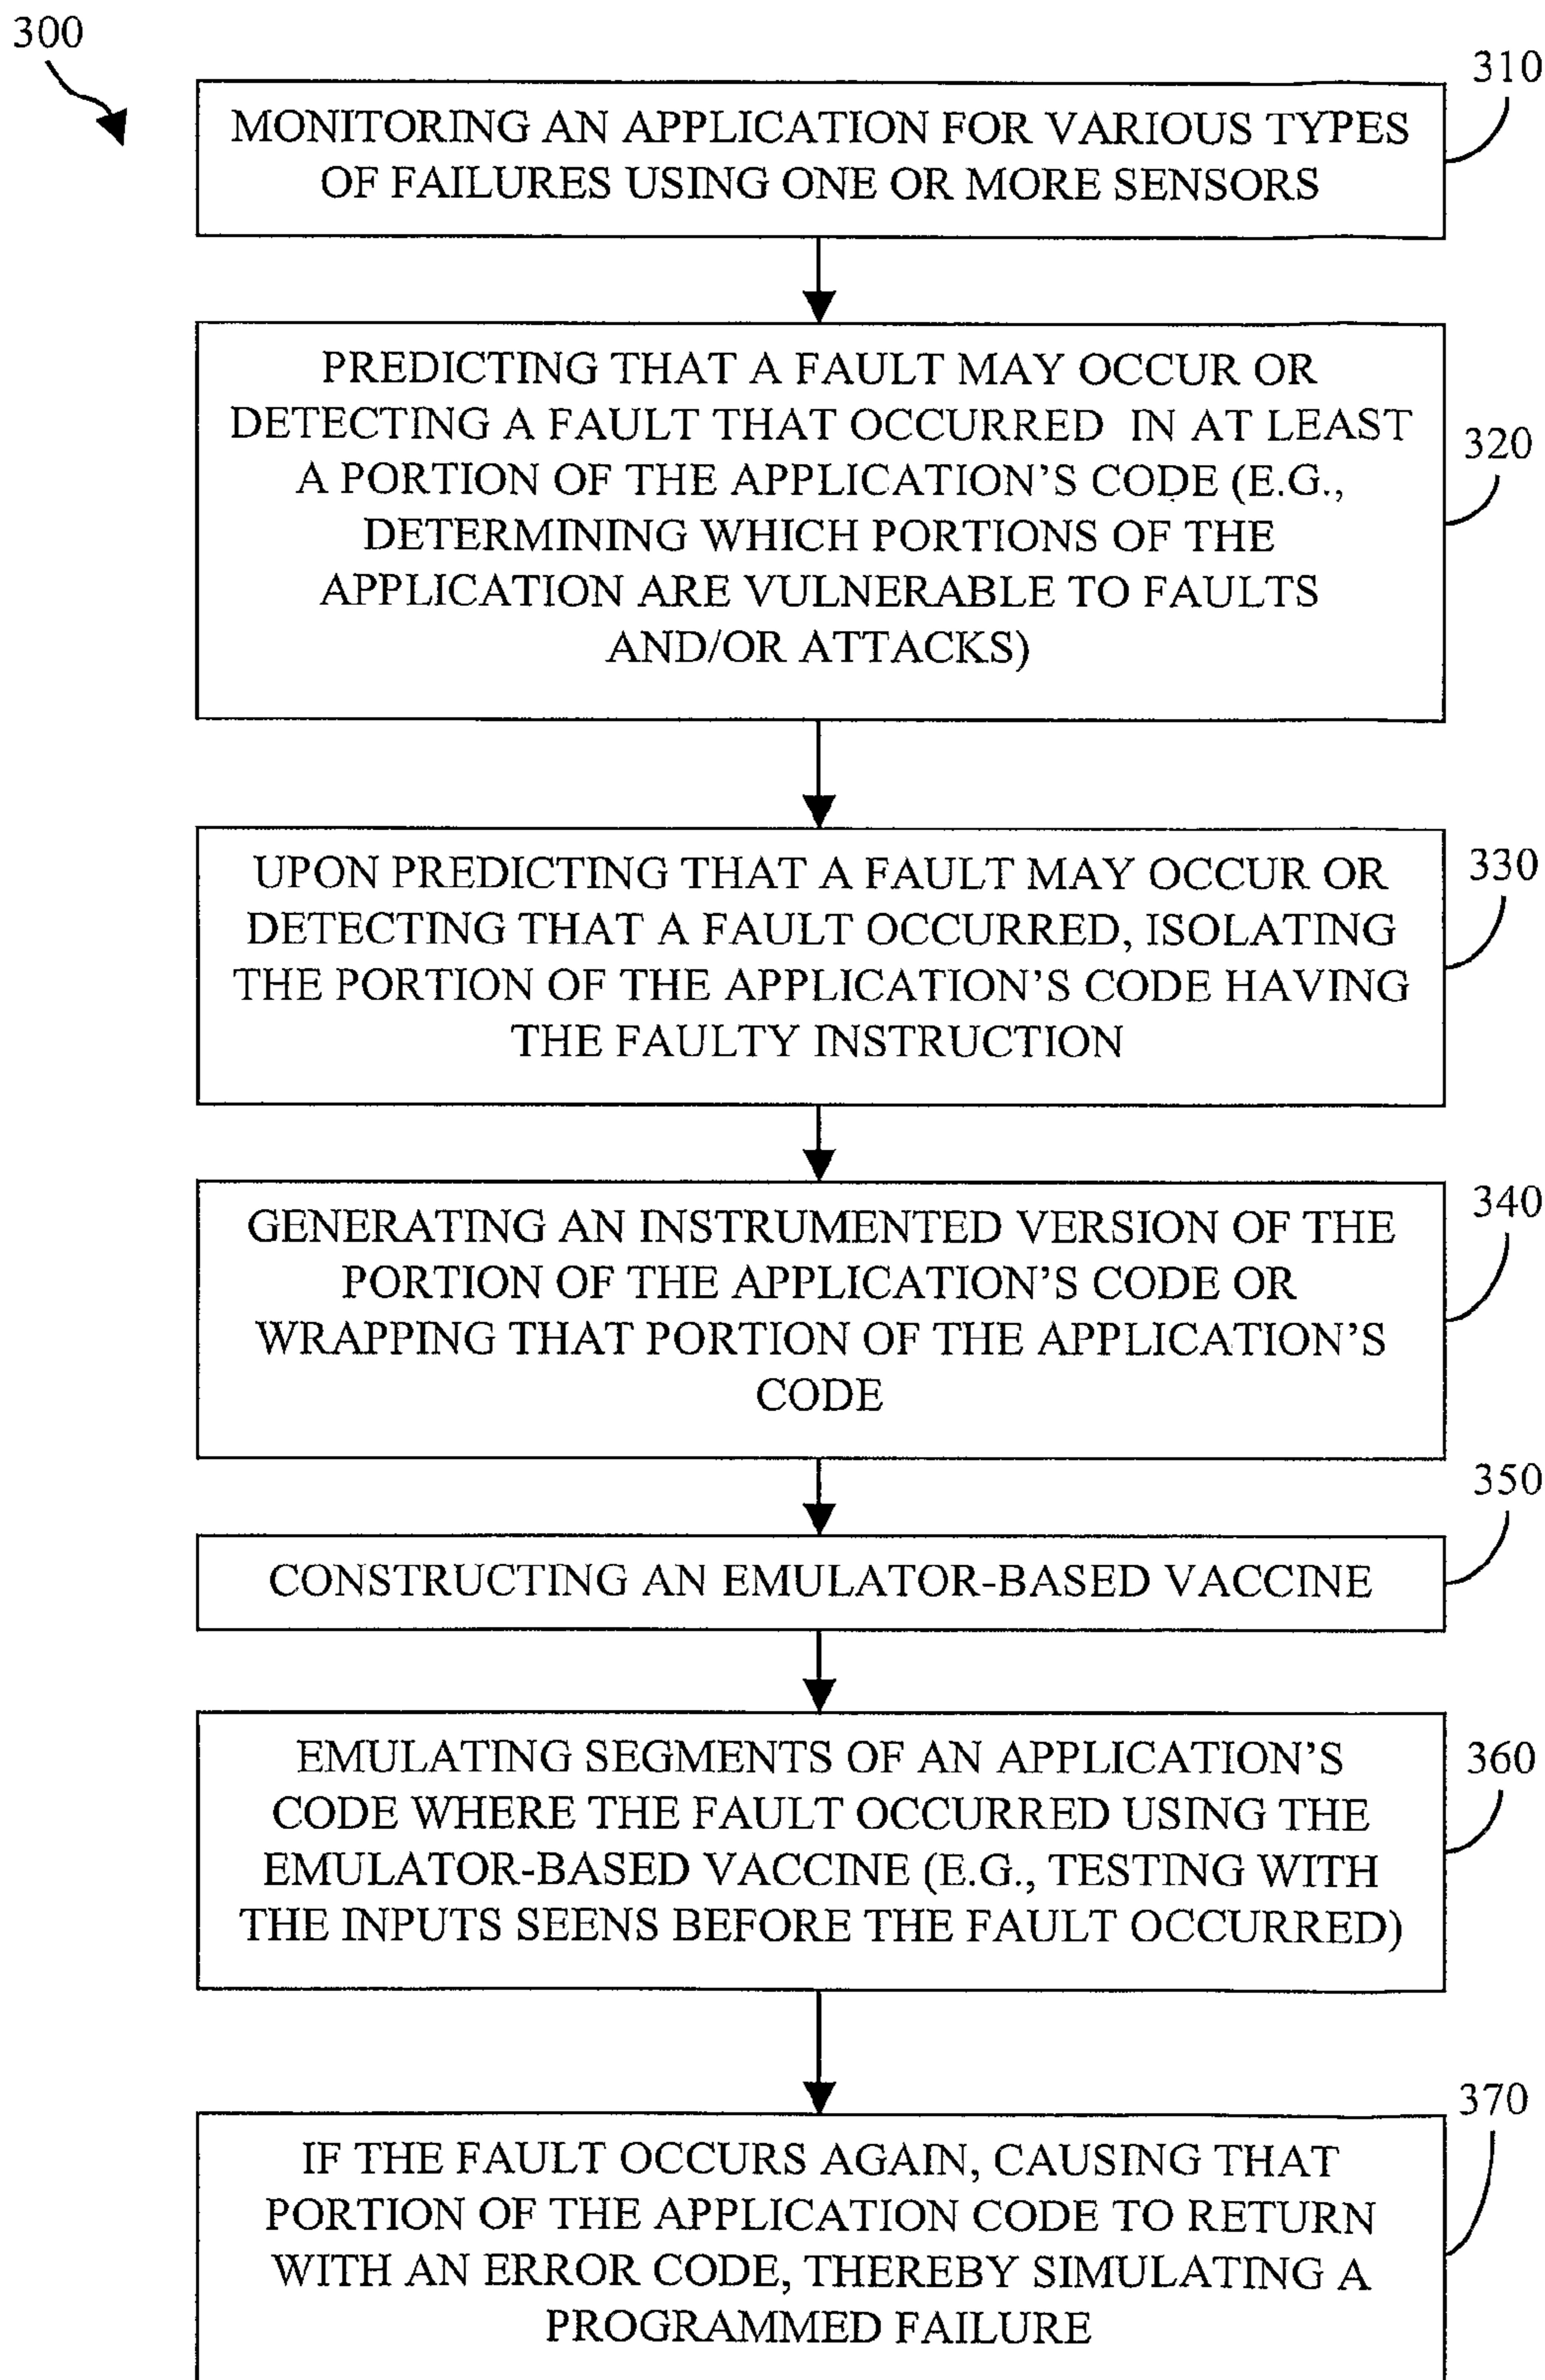 300
310
MONITORING AN APPLICATION FOR VARIOUS TYPES
OF FAILURES USING ONE OR MORE SENSORS
PREDICTING THAT A FAULT MAY OCCUR OR
DETECTING A FAULT THAT OCCURRED IN AT LEAST
A PORTION OF THE APPLICATION'S CODE (E.G.,
DETERMINING WHICH PORTIONS OF THE
APPLICATION ARE VULNERABLE TO FAULTS
AND/OR ATTACKS)
320
UPON PREDICTING THAT A FAULT MAY OCCUR OR
DETECTING THAT A FAULT OCCURRED, ISOLATING
THE PORTION OF THE APPLICATION'S CODE HAVING
THE FAULTY INSTRUCTION
330
GENERATING AN INSTRUMENTED VERSION OF THE
PORTION OF THE APPLICATION'S CODE OR
WRAPPING THAT PORTION OF THE APPLICATION'S
CODE
340
350
CONSTRUCTING AN EMULATOR-BASED VACCINE
EMULATING SEGMENTS OF AN APPLICATION'S
CODE WHERE THE FAULT OCCURRED USING THE
EMULATOR-BASED VACCINE (E.G., TESTING WITH
THE INPUTS SEENS BEFORE THE FAULT OCCURRED)
360
370
IF THE FAULT OCCURS AGAIN, CAUSING THAT
PORTION OF THE APPLICATION CODE TO RETURN
WITH AN ERROR CODE, THEREBY SIMULATING A
PROGRAMMED FAILURE